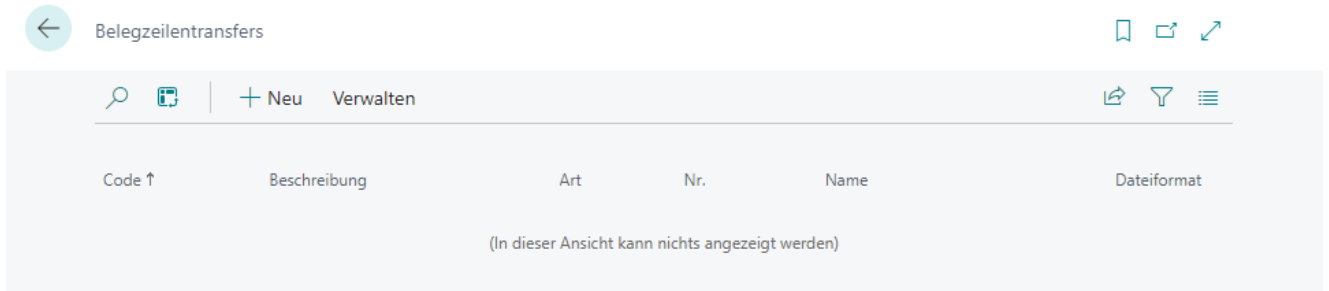 Belegzeilentransfers
Neu Verwalten
Code ↑ Beschreibung Art Nr. Name Dateiformat
(In dieser Ansicht kann nichts angezeigt werden)